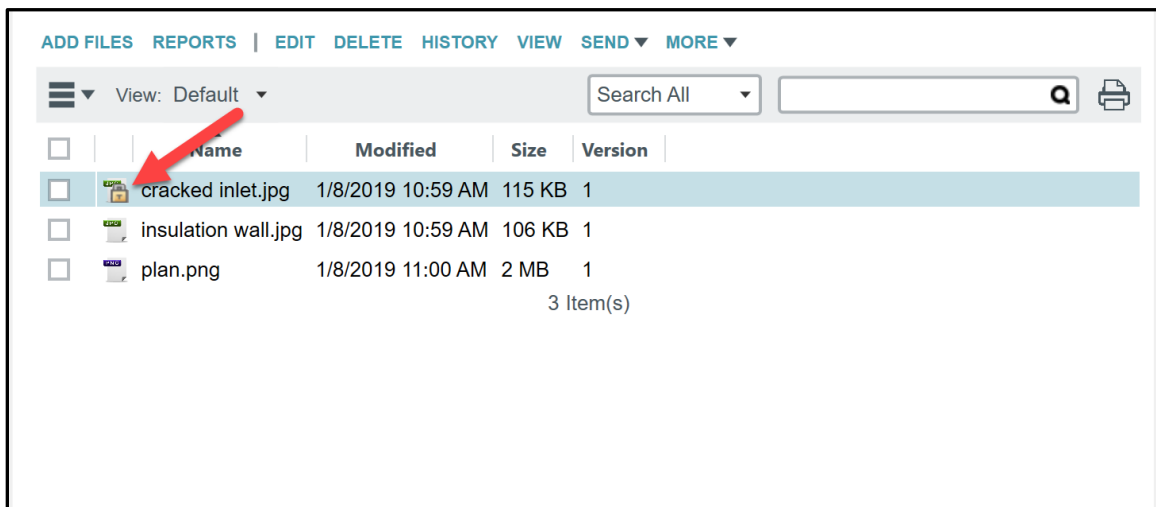 ADD FILES REPORTS | EDIT DELETE HISTORY VIEW SEND MORE
View: Default Search All
Name Modified Size Version
cracked inlet.jpg 1/8/2019 10:59 AM 115 KB 1
insulation wall.jpg 1/8/2019 10:59 AM 106 KB 1
plan.png 1/8/2019 11:00 AM 2 MB 1
3 Item(s)